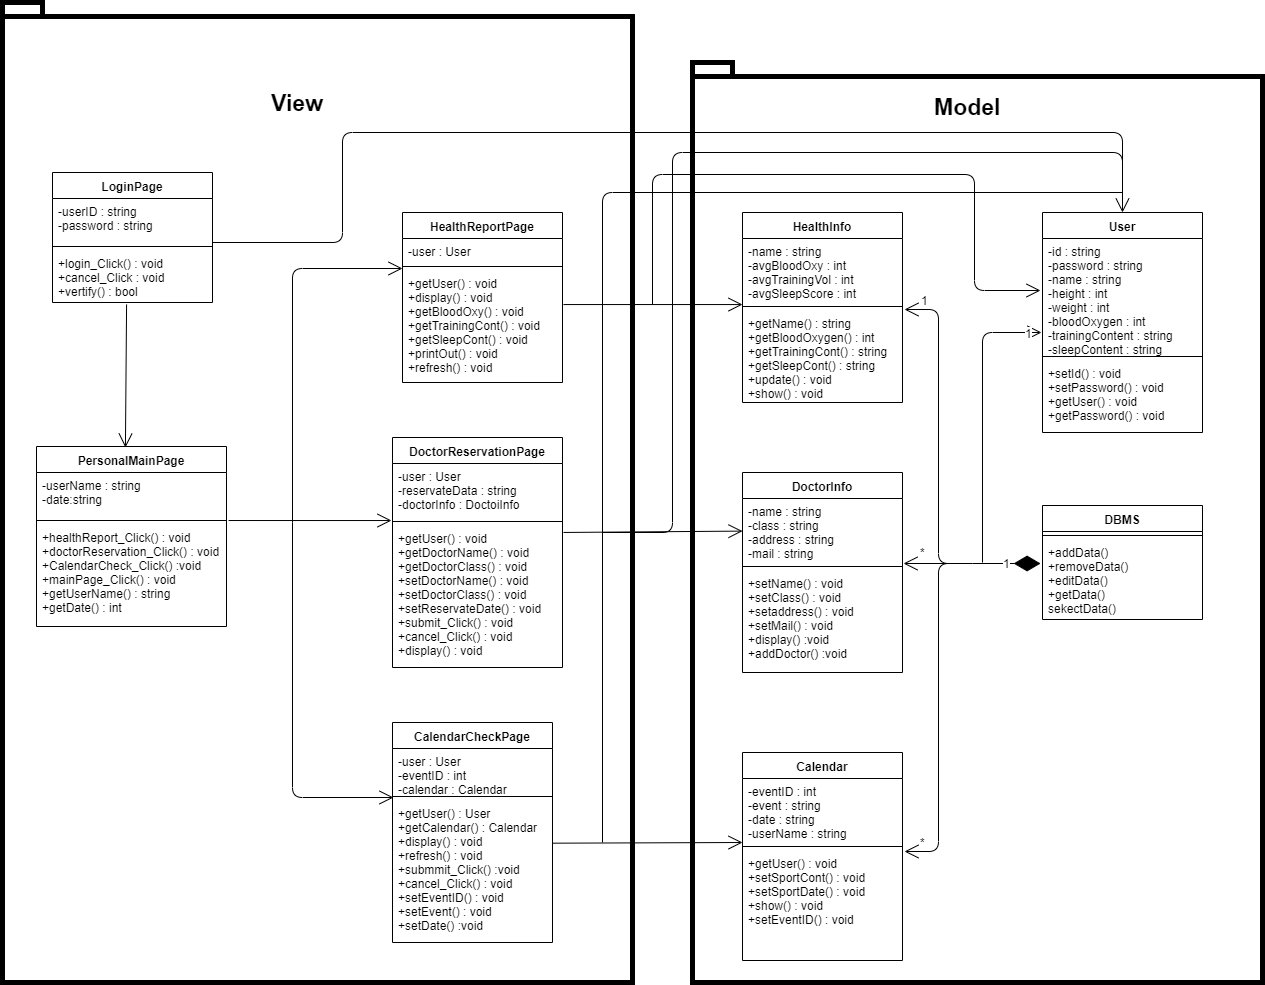 View
LoginPage
-userID : string
-password : string
+login_Click() : void
+cancel_Click : void
+vertify() : bool
PersonalMainPage
-userName : string
-date:string
+healthReport_Click() : void
+doctorReservation_Click() : void
+CalendarCheck_Click() :void
+mainPage_Click() : void
+getUserName() : string
+getDate() : int
HealthReportPage
-user : User
+getUser() : void
+display() : void
+getBloodOxy() : void
+getTrainingCont() : void
+getSleepCont() : void
+printOut() : void
+refresh() : void
DoctorReservationPage
-user : User
-reservateData : string
-doctorInfo : DoctoiInfo
+getUser() : void
+getDoctorName() : void
+getDoctorClass() : void
+setDoctorName() : void
+setDoctorClass() : void
+setReservateDate() : void
+submit_Click() : void
+cancel_Click() : void
+display() : void
CalendarCheckPage
-user : User
-eventID : int
-calendar : Calendar
+getUser() : User
+getCalendar() : Calendar
+display() : void
+refresh() : void
+submmit_Click() :void
+cancel_Click() : void
+setEventID() : void
+setEvent() : void
+setDate() :void
Model
HealthInfo
-name : string
-avgBloodOxy : int
-avgTrainingVol : int
-avgSleepScore : int
+getName() : string
+getBloodOxygen() : int
+getTrainingCont() : string
+getSleepCont() : string
+update() : void
+show() : void
1
DoctorInfo
-name : string
-class : string
-address : string
-mail : string
+setName() : void
+setClass() : void
+setaddress() : void
+setMail() : void
+display() :void
+addDoctor() :void
*
Calendar
-eventID : int
-event : string
-date : string
-userName : string
+getUser() : void
+setSportCont() : void
+setSportDate() : void
+show() : void
+setEventID() : void
*
User
-id : string
-password : string
-name : string
-height : int
-weight : int
-bloodOxygen : int
-trainingContent : string
-sleepContent : string
+setId() : void
+setPassword() : void
+getUser() : void
+getPassword() : void
1
DBMS
+addData()
+removeData()
+editData()
+getData()
sekectData()
1